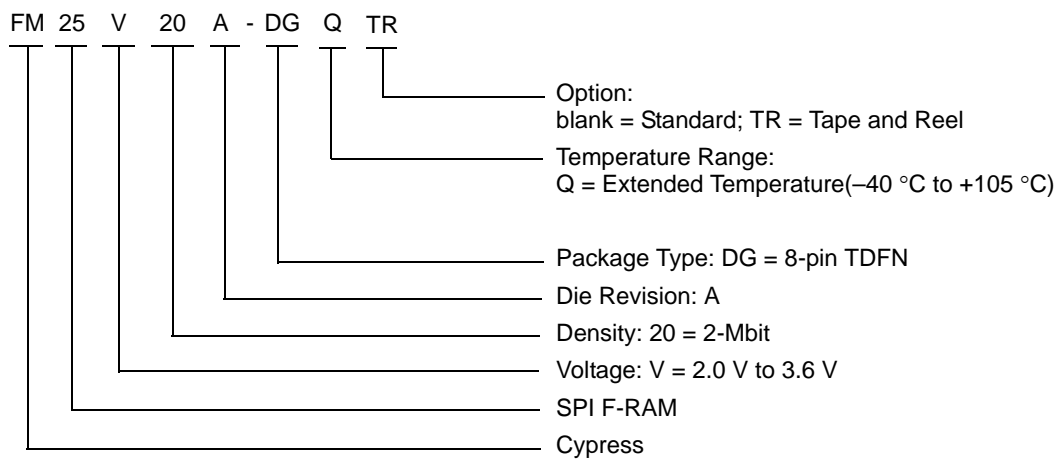 FM 25 V 20 A - DG Q TR
Option:
blank = Standard; TR = Tape and Reel
Temperature Range:
Q = Extended Temperature(–40 °C to +105 °C)
Package Type: DG = 8-pin TDFN
Die Revision: A
Density: 20 = 2-Mbit
Voltage: V = 2.0 V to 3.6 V
SPI F-RAM
Cypress